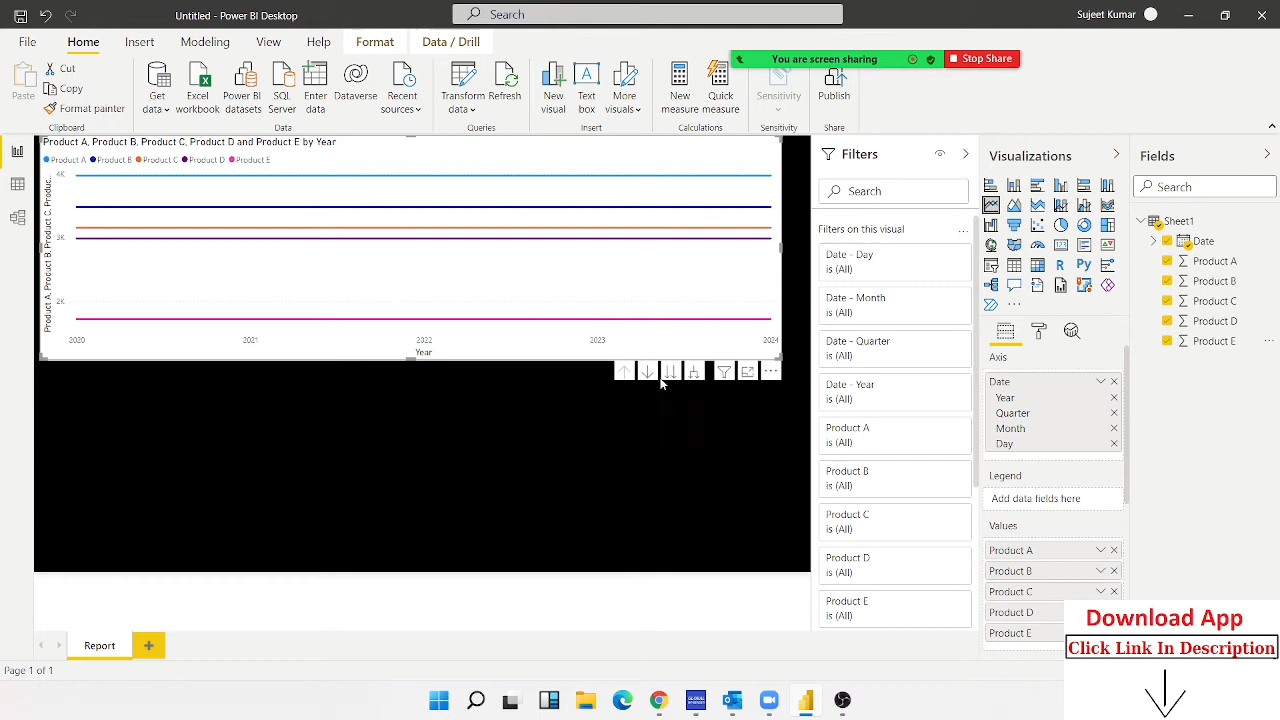 Untitled - Power BI Desktop
Search
Sujeet Kumar
File
Home
Insert
Modeling
View
Help
Format
Data / Drill
You are screen sharing
Stop Share
Paste
Cut
Copy
Format painter
Get data
Excel workbook
Power BI datasets
SQL Server
Enter data
Dataverse
Recent sources
Transform data
Refresh
New visual
Text box
More visuals
New measure
Quick measure
Sensitivity
Publish
Clipboard
Data
Queries
Insert
Calculations
Sensitivity
Share
Product A, Product B, Product C, Product D and Product E by Year
Product A
Product B
Product C
Product D
Product E
Product A, Product B, Product C, Produc...
4K
3K
2K
2020
2021
2022
2023
2024
Year
Filters
Search
Filters on this visual
Date - Day
is (All)
Date - Month
is (All)
Date - Quarter
is (All)
Date - Year
is (All)
Product A
is (All)
Product B
is (All)
Product C
is (All)
Product D
is (All)
Product E
is (All)
Visualizations
R
Py
123
Axis
Date
Year
Quarter
Month
Day
Legend
Add data fields here
Values
Product A
Product B
Product C
Product D
Product E
Fields
Search
Sheet1
Date
Product A
Product B
Product C
Product D
Product E
Download App
Click Link In Description
Report
Page 1 of 1